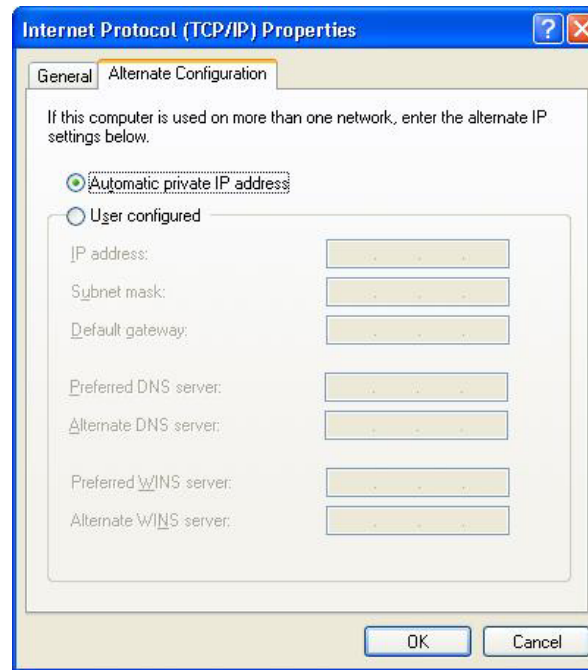 Internet Protocol (TCP/IP) Properties
General
Alternate Configuration
If this computer is used on more than one network, enter the alternate IP
settings below.
Automatic private IP address
User configured
IP address:
Subnet mask:
Default gateway:
Preferred DNS server:
Alternate DNS server:
Preferred WINS server:
Alternate WINS server:
OK
Cancel